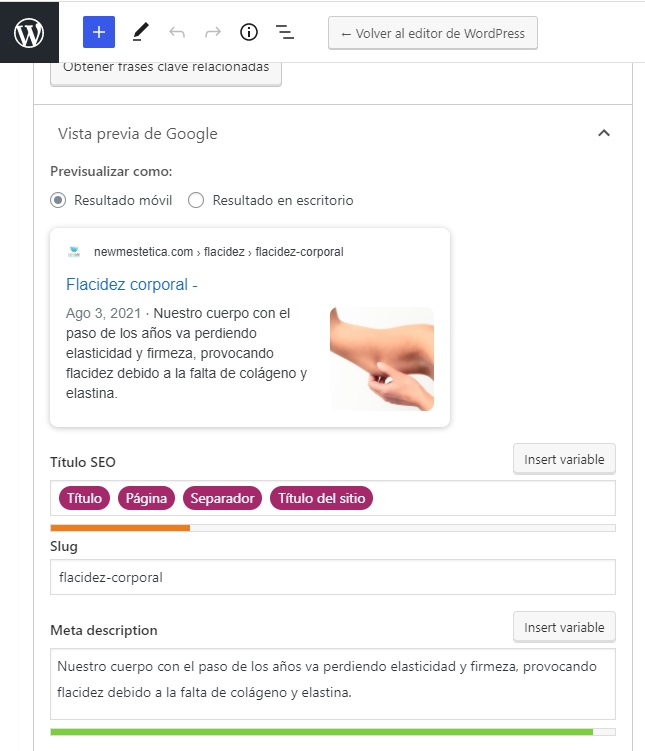 ← Volver al editor de WordPress
Obtener frases clave relacionadas
Vista previa de Google
Previsualizar como:
Resultado móvil Resultado en escritorio
newmestetica.com › flacidez › flacidez-corporal
Flacidez corporal -
Ago 3, 2021 · Nuestro cuerpo con el
paso de los años va perdiendo
elasticidad y firmeza, provocando
flacidez debido a la falta de colágeno y
elastina.
Título SEO Insert variable
Título Página Separador Título del sitio
Slug
flacidez-corporal
Meta description Insert variable
Nuestro cuerpo con el paso de los años va perdiendo elasticidad y firmeza, provocando
flacidez debido a la falta de colágeno y elastina.